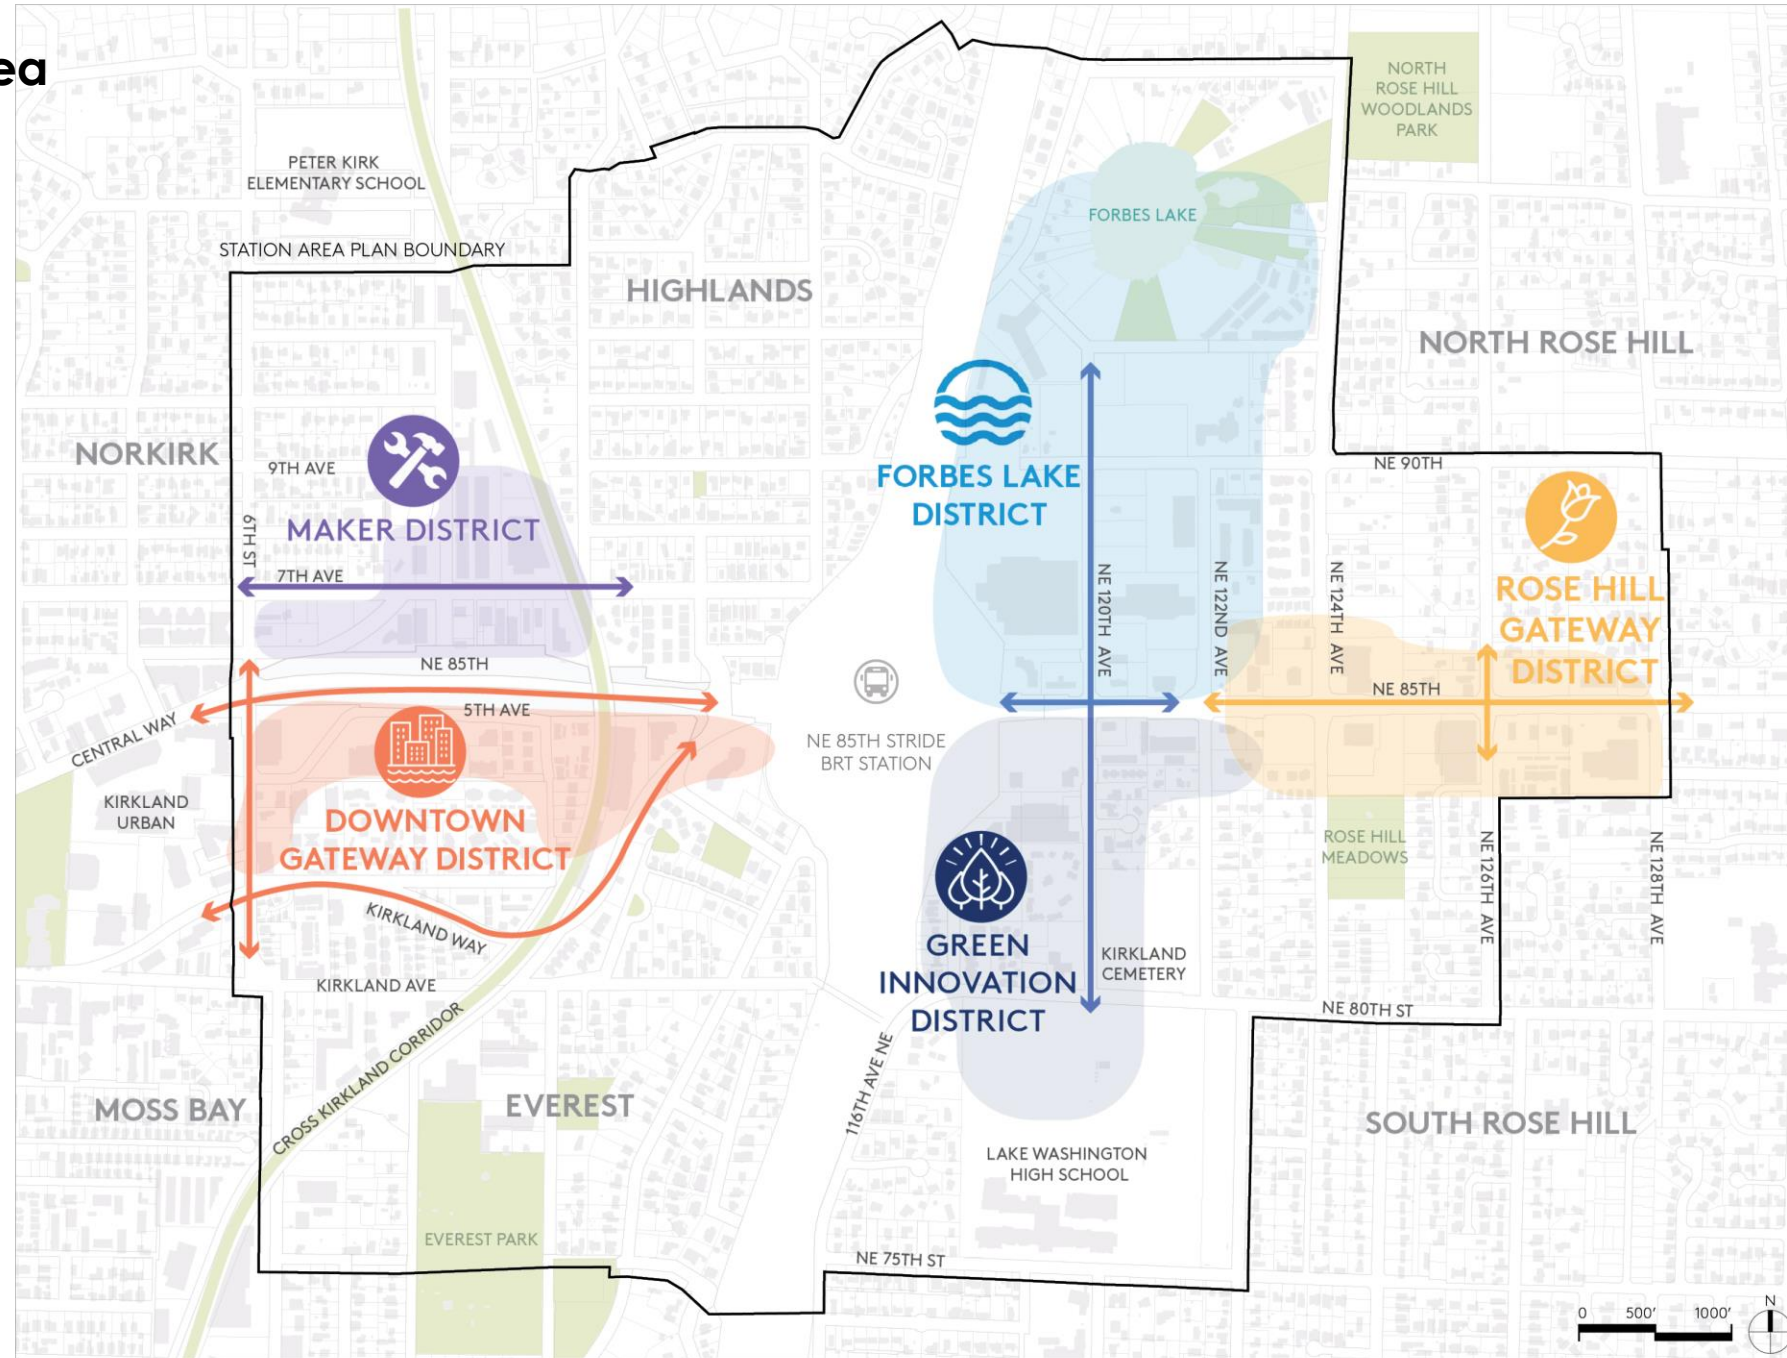 ea
NORTH
ROSE HILL
WOODLANDS
PARK
PETER KIRK
ELEMENTARY SCHOOL
FORBES LAKE
STATION AREA PLAN BOUNDARY
HIGHLANDS
NORTH ROSE HILL
NORKIRK
9TH AVE
NE 90TH
FORBES LAKE
DISTRICT
6TH ST
MAKER DISTRICT
7TH AVE
NE 120TH AVE
NE 122ND AVE
NE 124TH AVE
ROSE HILL
GATEWAY
DISTRICT
NE 85TH
NE 85TH
5TH AVE
CENTRAL WAY
NE 85TH STRIDE
BRT STATION
KIRKLAND
URBAN
DOWNTOWN
GATEWAY DISTRICT
ROSE HILL
MEADOWS
NE 126TH AVE
NE 128TH AVE
KIRKLAND WAY
GREEN
INNOVATION
DISTRICT
KIRKLAND
CEMETERY
KIRKLAND AVE
NE 80TH ST
CROSS KIRKLAND CORRIDOR
116TH AVE NE
MOSS BAY
EVEREST
SOUTH ROSE HILL
LAKE WASHINGTON
HIGH SCHOOL
EVEREST PARK
NE 75TH ST
0 500' 1000'
N